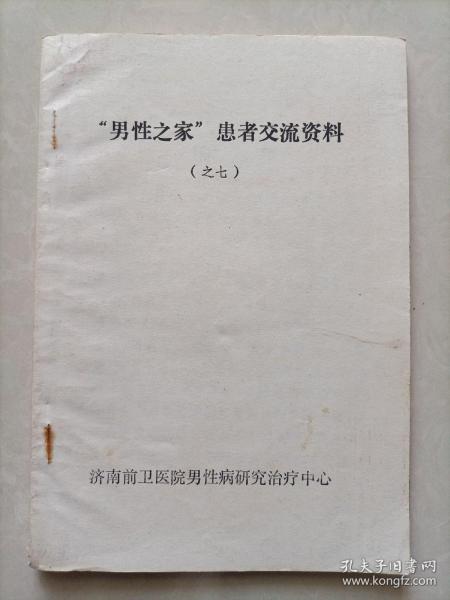 “男性之家”患者交流资料
（之七）
济南前卫医院男性病研究治疗中心
孔夫子旧书网
www.kongfz.com